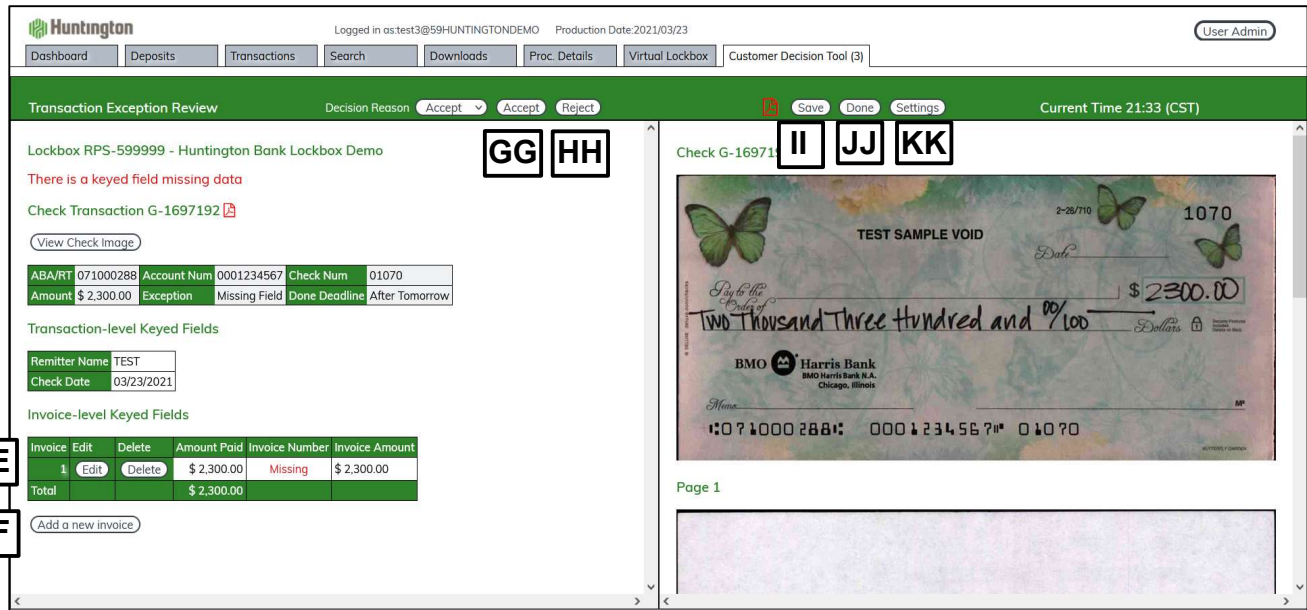 Huntington Logged in as:test3@59HUNTINGTONDEMO Production Date:2021/03/23 User Admin
Dashboard Deposits Transactions Search Downloads Proc. Details Virtual Lockbox Customer Decision Tool (3)
Transaction Exception Review Decision Reason Accept Accept Reject Save Done Settings Current Time 21:33 (CST)
GG HH II JJ KK
Lockbox RPS-599999 - Huntington Bank Lockbox Demo
There is a keyed field missing data
Check Transaction G-1697192
View Check Image
ABA/RT 071000288 Account Num 0001234567 Check Num 01070
Amount $ 2,300.00 Exception Missing Field Done Deadline After Tomorrow
Transaction-level Keyed Fields
Remitter Name TEST
Check Date 03/23/2021
Invoice-level Keyed Fields
Invoice Edit Delete Amount Paid Invoice Number Invoice Amount
E
1 Edit Delete $ 2,300.00 Missing $ 2,300.00
Total $ 2,300.00
F
Add a new invoice
Check G-169719
2-28/710 1070
TEST SAMPLE VOID
Date
Pay to the
Order of $ 2300.00
Two Thousand Three Hundred and 00/100 Dollars
BMO Harris Bank
BMO Harris Bank N.A.
Chicago, Illinois
Memo MP
⑆071000288⑆ 0001234567⑈ 01070
BUTTERFLY GARDEN
Page 1